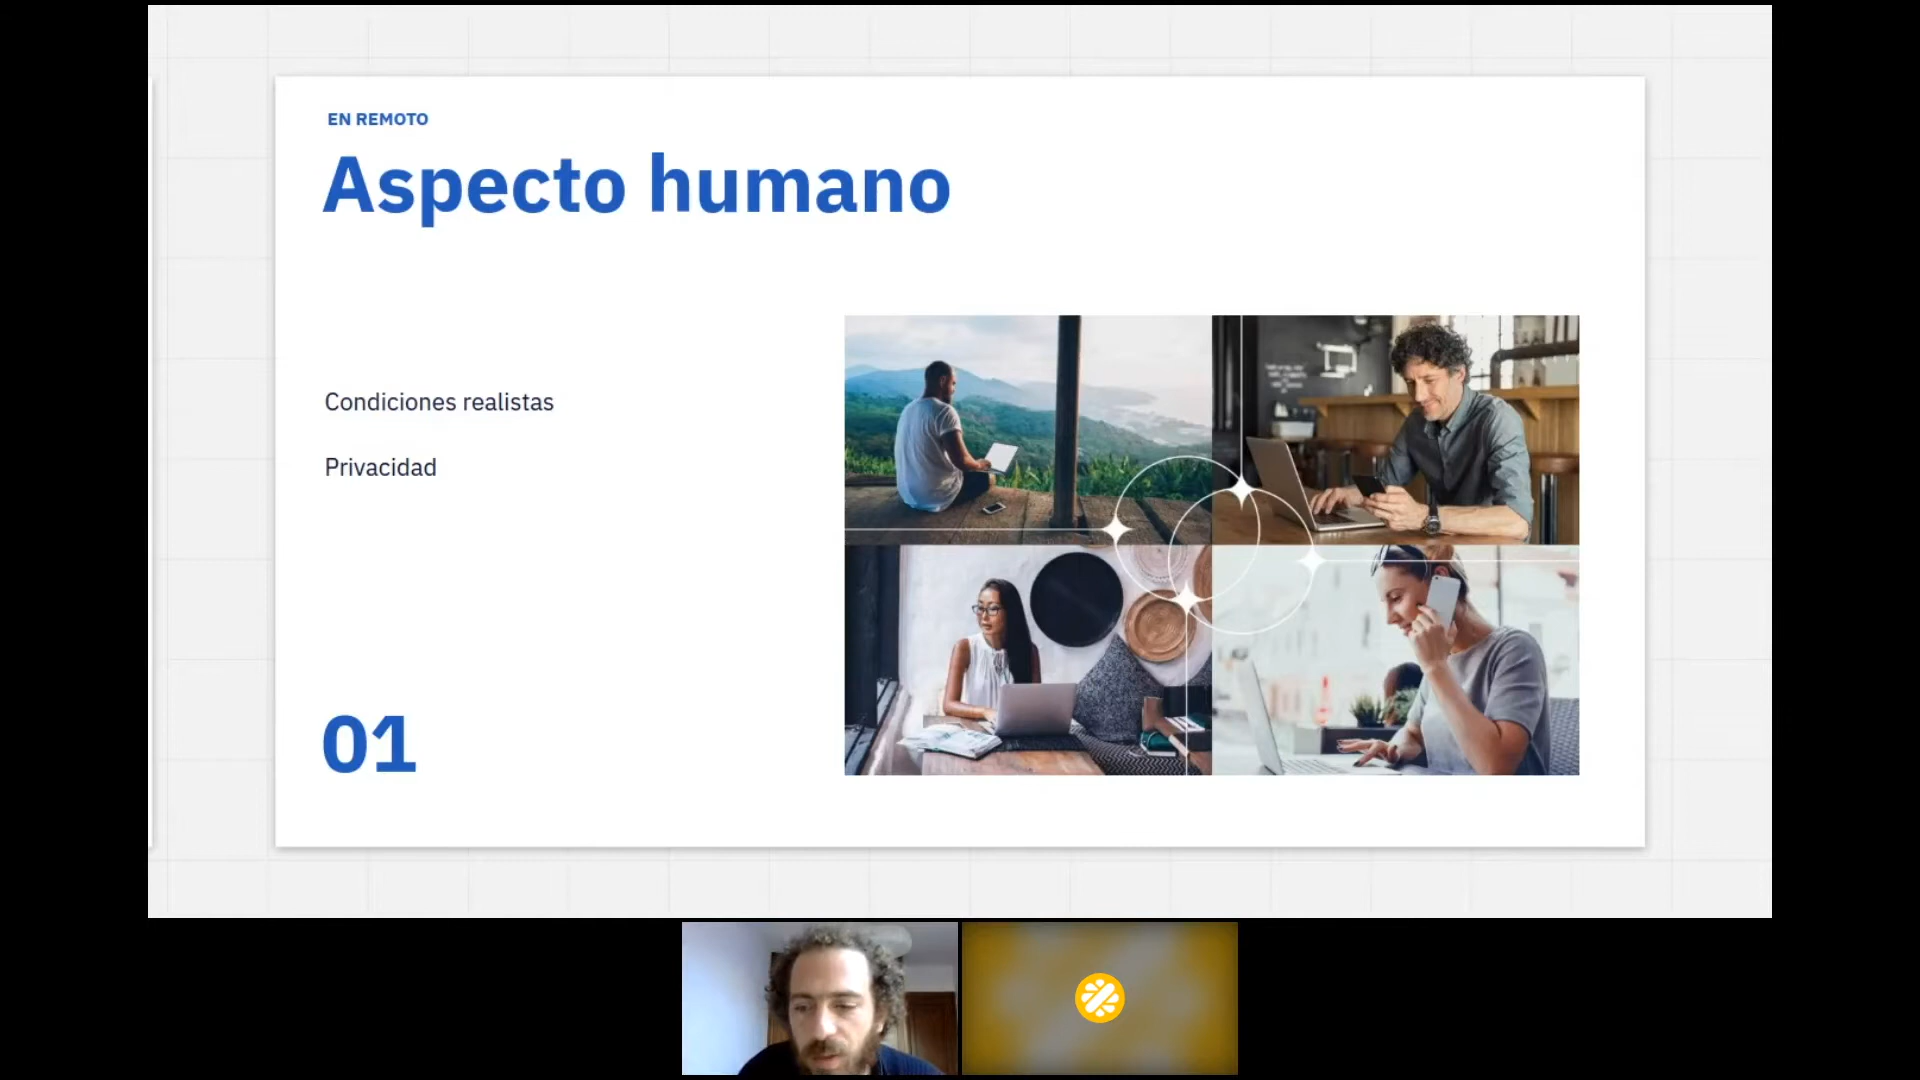 EN REMOTO
Aspecto humano
Condiciones realistas
Privacidad
01